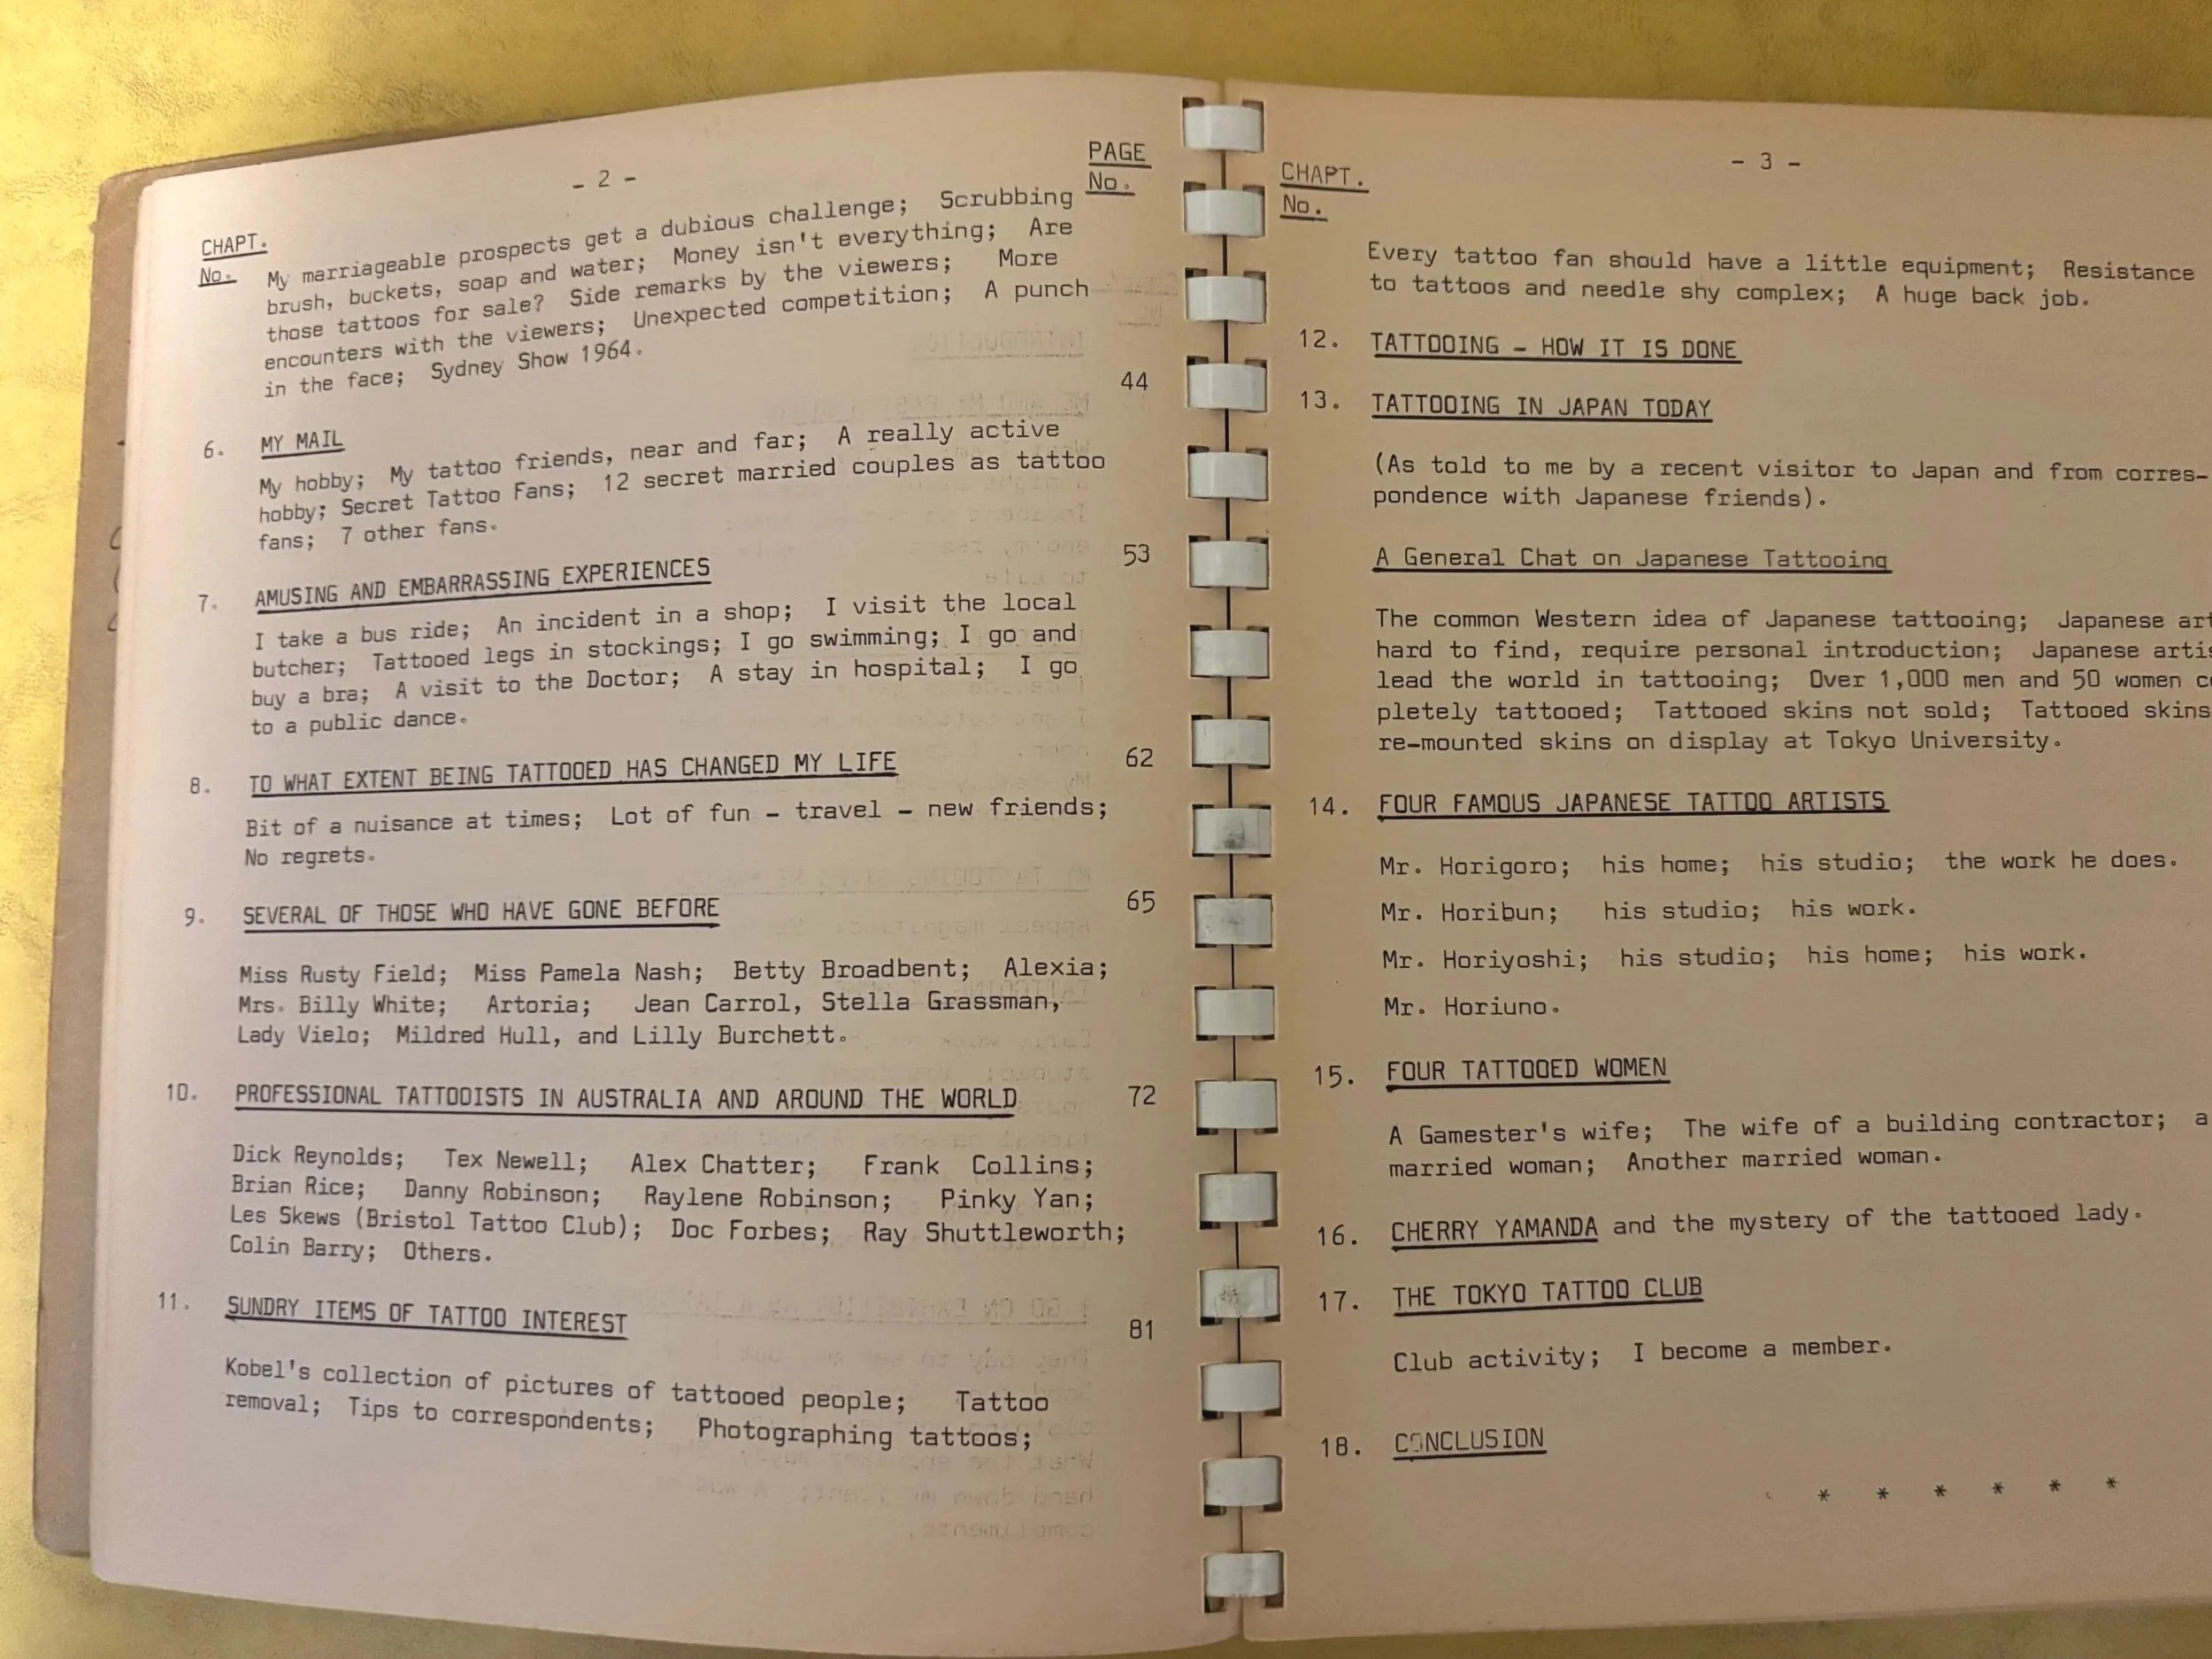 - 2 -
PAGE
No.
CHAPT.
No.
My marriageable prospects get a dubious challenge; Scrubbing
brush, buckets, soap and water; Money isn't everything; Are
those tattoos for sale? Side remarks by the viewers; More
encounters with the viewers; Unexpected competition; A punch
in the face; Sydney Show 1964.
6. MY MAIL 44
My hobby; My tattoo friends, near and far; A really active
hobby; Secret Tattoo Fans; 12 secret married couples as tattoo
fans; 7 other fans.
7. AMUSING AND EMBARRASSING EXPERIENCES 53
I take a bus ride; An incident in a shop; I visit the local
butcher; Tattooed legs in stockings; I go swimming; I go and
buy a bra; A visit to the Doctor; A stay in hospital; I go
to a public dance.
8. TO WHAT EXTENT BEING TATTOOED HAS CHANGED MY LIFE 62
Bit of a nuisance at times; Lot of fun - travel - new friends;
No regrets.
9. SEVERAL OF THOSE WHO HAVE GONE BEFORE 65
Miss Rusty Field; Miss Pamela Nash; Betty Broadbent; Alexia;
Mrs. Billy White; Artoria; Jean Carrol, Stella Grassman,
Lady Vielo; Mildred Hull, and Lilly Burchett.
10. PROFESSIONAL TATTOOISTS IN AUSTRALIA AND AROUND THE WORLD 72
Dick Reynolds; Tex Newell; Alex Chatter; Frank Collins;
Brian Rice; Danny Robinson; Raylene Robinson; Pinky Yan;
Les Skews (Bristol Tattoo Club); Doc Forbes; Ray Shuttleworth;
Colin Barry; Others.
11. SUNDRY ITEMS OF TATTOO INTEREST 81
Kobel's collection of pictures of tattooed people; Tattoo
removal; Tips to correspondents; Photographing tattoos;
- 3 -
CHAPT.
No.
Every tattoo fan should have a little equipment; Resistance
to tattoos and needle shy complex; A huge back job.
12. TATTOOING - HOW IT IS DONE
13. TATTOOING IN JAPAN TODAY
(As told to me by a recent visitor to Japan and from corres-
pondence with Japanese friends).
A General Chat on Japanese Tattooing
The common Western idea of Japanese tattooing; Japanese art
hard to find, require personal introduction; Japanese artis
lead the world in tattooing; Over 1,000 men and 50 women c
pletely tattooed; Tattooed skins not sold; Tattooed skins
re-mounted skins on display at Tokyo University.
14. FOUR FAMOUS JAPANESE TATTOO ARTISTS
Mr. Horigoro; his home; his studio; the work he does.
Mr. Horibun; his studio; his work.
Mr. Horiyoshi; his studio; his home; his work.
Mr. Horiuno.
15. FOUR TATTOOED WOMEN
A Gamester's wife; The wife of a building contractor; a
married woman; Another married woman.
16. CHERRY YAMANDA and the mystery of the tattooed lady.
17. THE TOKYO TATTOO CLUB
Club activity; I become a member.
18. CONCLUSION
* * * * * *